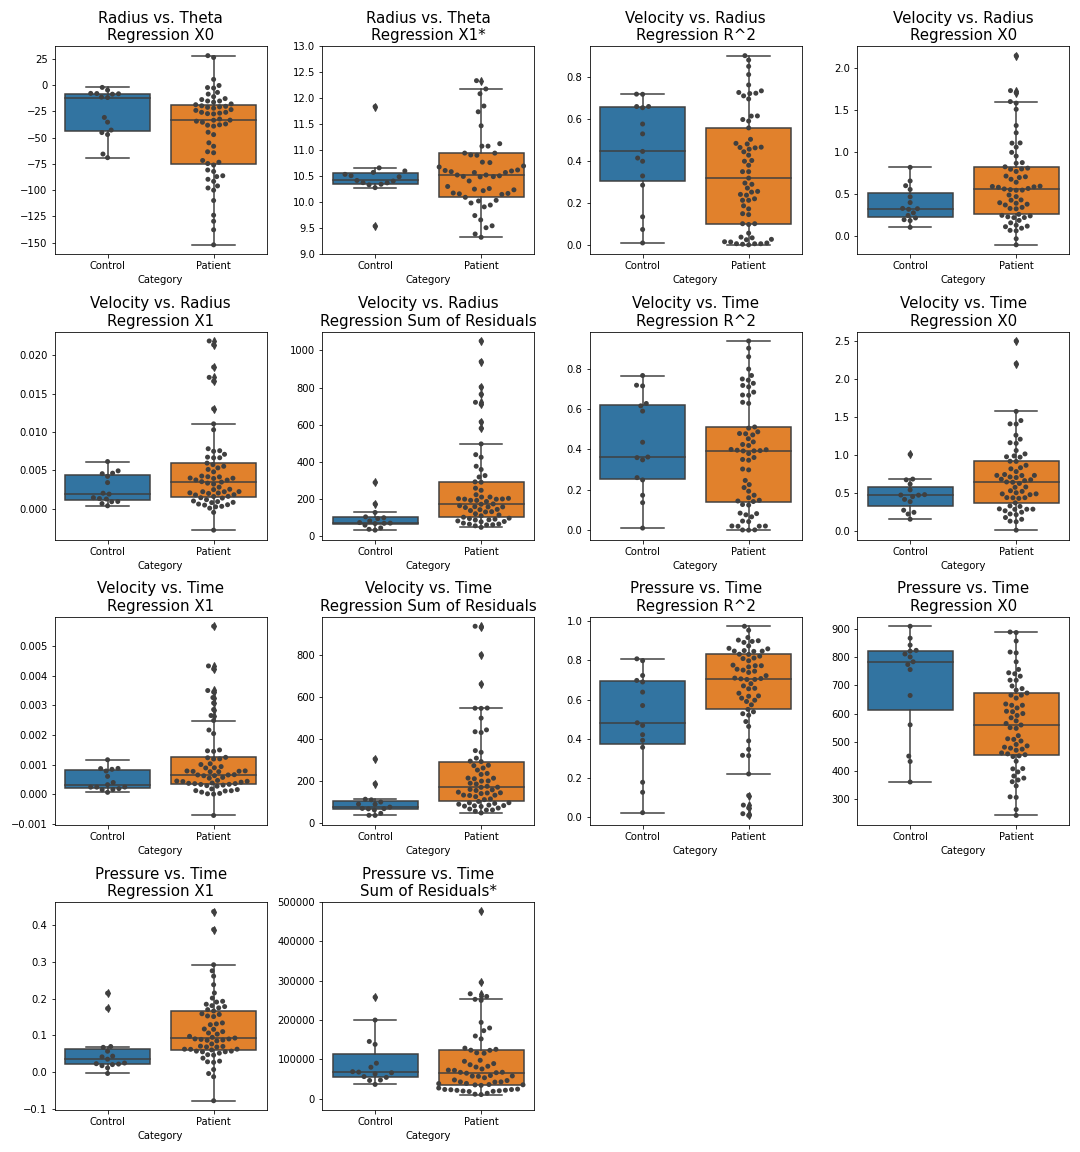 Radius vs. Theta
Regression X0
25
0
−25
−50
−75
−100
−125
−150
Control
Patient
Category
Radius vs. Theta
Regression X1*
13.0
12.5
12.0
11.5
11.0
10.5
10.0
9.5
9.0
Control
Patient
Category
Velocity vs. Radius
Regression R^2
0.8
0.6
0.4
0.2
0.0
Control
Patient
Category
Velocity vs. Radius
Regression X0
2.0
1.5
1.0
0.5
0.0
Control
Patient
Category
Velocity vs. Radius
Regression X1
0.020
0.015
0.010
0.005
0.000
Control
Patient
Category
Velocity vs. Radius
Regression Sum of Residuals
1000
800
600
400
200
0
Control
Patient
Category
Velocity vs. Time
Regression R^2
0.8
0.6
0.4
0.2
0.0
Control
Patient
Category
Velocity vs. Time
Regression X0
2.5
2.0
1.5
1.0
0.5
0.0
Control
Patient
Category
Velocity vs. Time
Regression X1
0.005
0.004
0.003
0.002
0.001
0.000
−0.001
Control
Patient
Category
Velocity vs. Time
Regression Sum of Residuals
800
600
400
200
0
Control
Patient
Category
Pressure vs. Time
Regression R^2
1.0
0.8
0.6
0.4
0.2
0.0
Control
Patient
Category
Pressure vs. Time
Regression X0
900
800
700
600
500
400
300
Control
Patient
Category
Pressure vs. Time
Regression X1
0.4
0.3
0.2
0.1
0.0
−0.1
Control
Patient
Category
Pressure vs. Time
Sum of Residuals*
500000
400000
300000
200000
100000
0
Control
Patient
Category